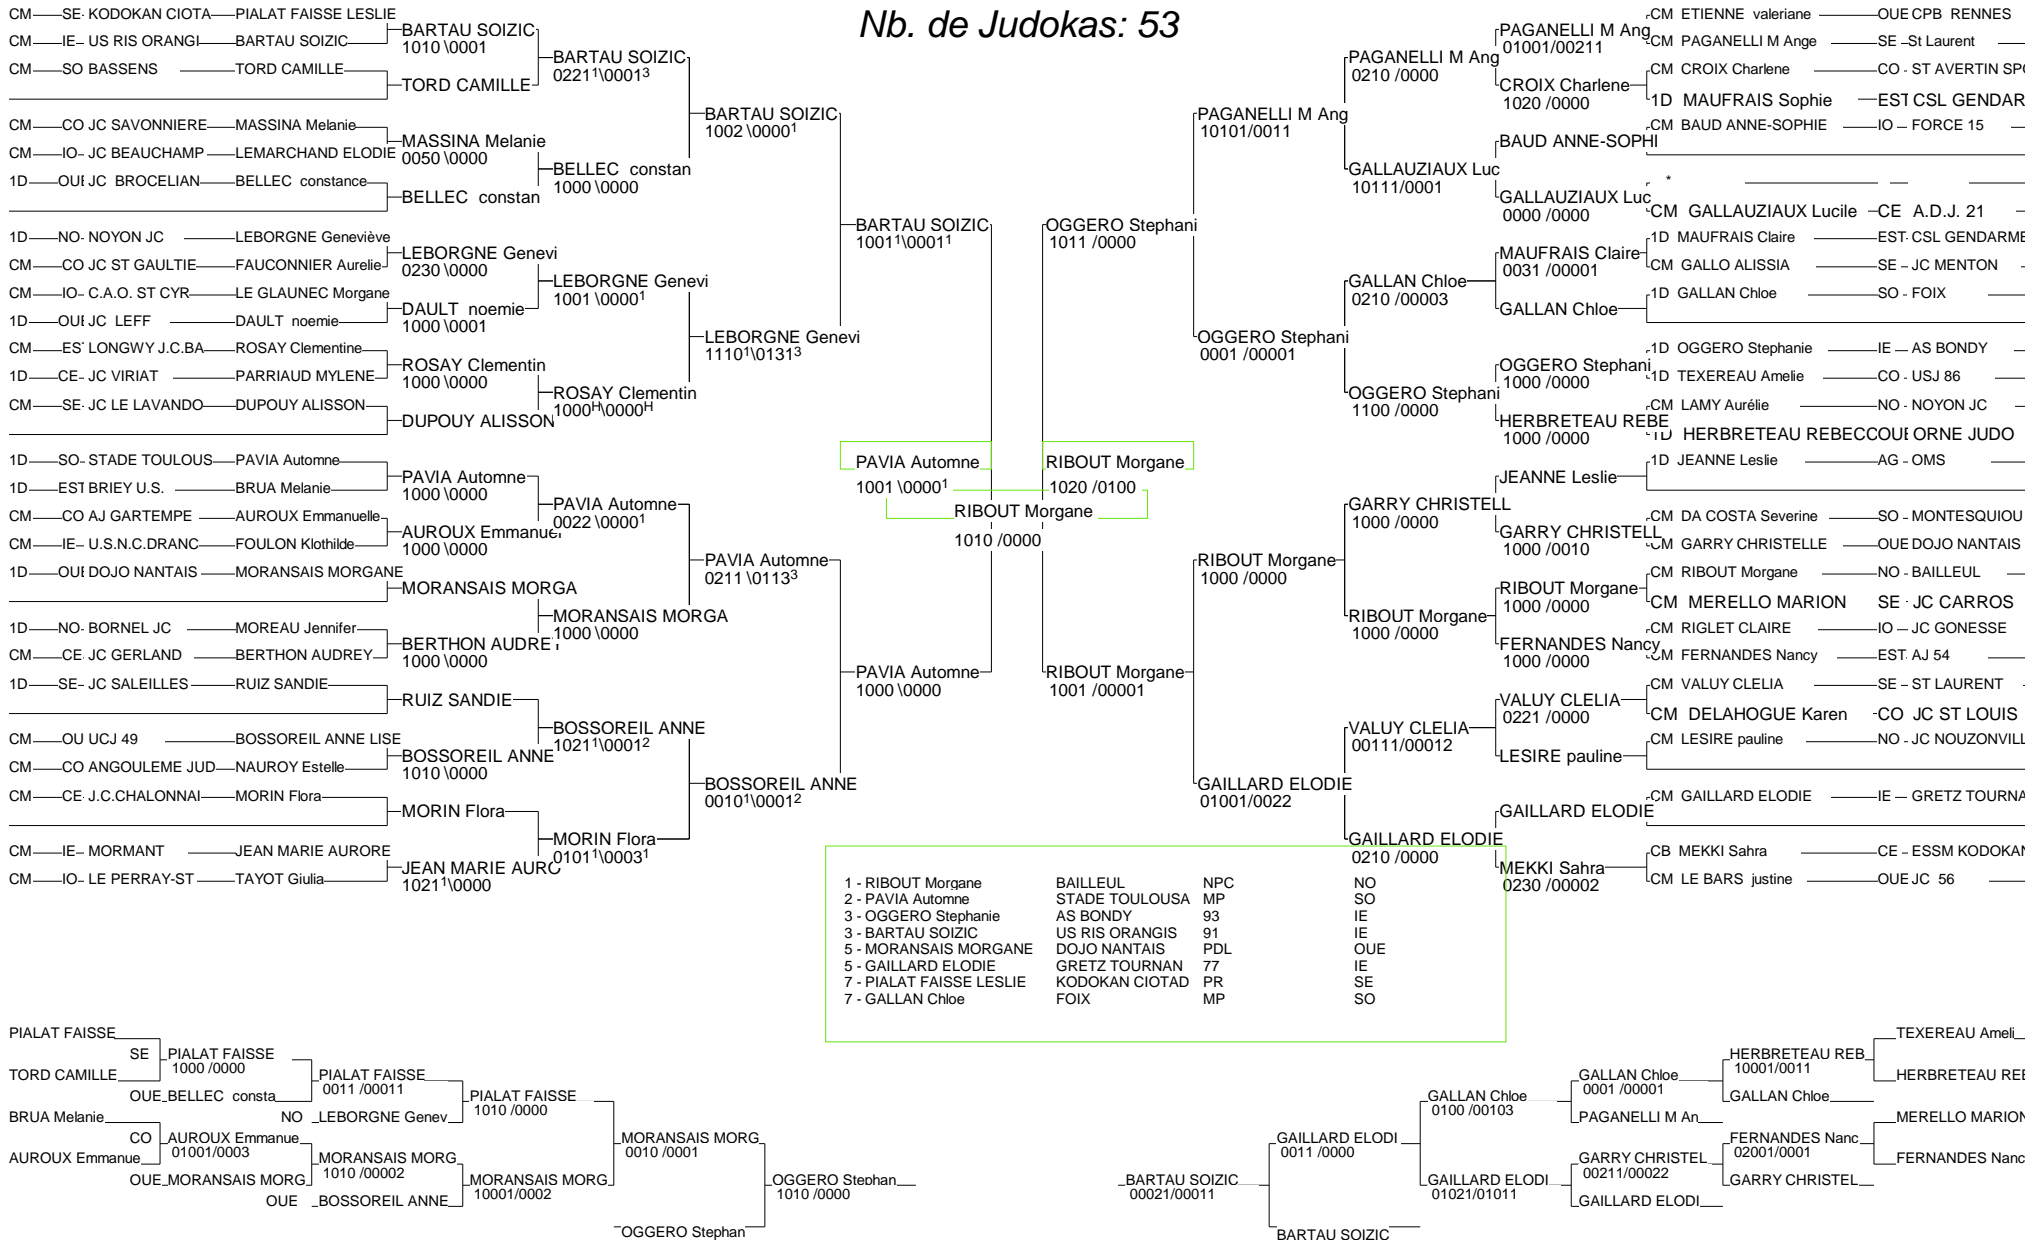 Nb. de Judokas: 53
CM SE- KODOKAN CIOTA PIALAT FAISSE LESLIE
CM IE- US RIS ORANGI BARTAU SOIZIC
CM SO BASSENS TORD CAMILLE
CM CO JC SAVONNIERE MASSINA Melanie
CM IO- JC BEAUCHAMP LEMARCHAND ELODIE
1D OUE JC BROCELIAN BELLEC constance
1D NO- NOYON JC LEBORGNE Geneviève
CM CO JC ST GAULTIE FAUCONNIER Aurelie
CM IO- C.A.O. ST CYR LE GLAUNEC Morgane
1D OUE JC LEFF DAULT noemie
CM EST LONGWY J.C.BA ROSAY Clementine
1D CE- JC VIRIAT PARRIAUD MYLENE
CM SE- JC LE LAVANDO DUPOUY ALISSON
1D SO- STADE TOULOUS PAVIA Automne
1D EST BRIEY U.S. BRUA Melanie
CM CO AJ GARTEMPE AUROUX Emmanuelle
CM IE- U.S.N.C.DRANC FOULON Klothilde
1D OUE DOJO NANTAIS MORANSAIS MORGANE
1D NO- BORNEL JC MOREAU Jennifer
CM CE JC GERLAND BERTHON AUDREY
1D SE- JC SALEILLES RUIZ SANDIE
CM OU UCJ 49 BOSSOREIL ANNE LISE
CM CO ANGOULEME JUD NAUROY Estelle
CM CE J.C.CHALONNAI MORIN Flora
CM IE- MORMANT JEAN MARIE AURORE
CM IO- LE PERRAY-ST TAYOT Giulia
BARTAU SOIZIC
1010 \0001
TORD CAMILLE
MASSINA Melanie
0050 \0000
BELLEC constan
LEBORGNE Genevi
0230 \0000
DAULT noemie
1000 \0001
ROSAY Clementin
1000 \0000
DUPOUY ALISSON
PAVIA Automne
1000 \0000
AUROUX Emmanuel
1000 \0000
MORANSAIS MORGA
BERTHON AUDREY
1000 \0000
RUIZ SANDIE
BOSSOREIL ANNE
1010 \0000
MORIN Flora
JEAN MARIE AURO
1021¹\0000
BARTAU SOIZIC
0221¹\0001³
BELLEC constan
1000 \0000
LEBORGNE Genevi
1001 \0000¹
ROSAY Clementin
1000ᴴ\0000ᴴ
PAVIA Automne
0022 \0000¹
MORANSAIS MORGA
1000 \0000
BOSSOREIL ANNE
1021¹\0001²
MORIN Flora
0101¹\0003¹
BARTAU SOIZIC
1002 \0000¹
LEBORGNE Genevi
1110¹\0131³
PAVIA Automne
0211 \0113³
BOSSOREIL ANNE
0010¹\0001²
BARTAU SOIZIC
1001¹\0001¹
PAVIA Automne
1000 \0000
PAVIA Automne
1001 \0000¹
RIBOUT Morgane
1020 /0100
RIBOUT Morgane
1010 /0000
OGGERO Stephani
1011 /0000
RIBOUT Morgane
1001 /00001
PAGANELLI M Ang
10101/0011
OGGERO Stephani
0001 /00001
RIBOUT Morgane
1000 /0000
GAILLARD ELODIE
01001/0022
PAGANELLI M Ang
0210 /0000
GALLAUZIAUX Luc
10111/0001
GALLAN Chloe
0210 /00003
OGGERO Stephani
1100 /0000
GARRY CHRISTELL
1000 /0000
RIBOUT Morgane
1000 /0000
VALUY CLELIA
00111/00012
GAILLARD ELODIE
0210 /0000
PAGANELLI M Ang
01001/00211
CROIX Charlene
1020 /0000
BAUD ANNE-SOPHI
GALLAUZIAUX Luc
0000 /0000
MAUFRAIS Claire
0031 /00001
GALLAN Chloe
OGGERO Stephani
1000 /0000
HERBRETEAU REBE
1000 /0000
JEANNE Leslie
GARRY CHRISTELL
1000 /0010
RIBOUT Morgane
1000 /0000
FERNANDES Nancy
1000 /0000
VALUY CLELIA
0221 /0000
LESIRE pauline
GAILLARD ELODIE
MEKKI Sahra
0230 /00002
CM ETIENNE valeriane OUE CPB RENNES
CM PAGANELLI M Ange SE - St Laurent
CM CROIX Charlene CO - ST AVERTIN SPO
1D MAUFRAIS Sophie EST CSL GENDAR
CM BAUD ANNE-SOPHIE IO - FORCE 15
*
CM GALLAUZIAUX Lucile CE A.D.J. 21
1D MAUFRAIS Claire EST- CSL GENDARME
CM GALLO ALISSIA SE - JC MENTON
1D GALLAN Chloe SO - FOIX
1D OGGERO Stephanie IE - AS BONDY
1D TEXEREAU Amelie CO - USJ 86
CM LAMY Aurélie NO - NOYON JC
1D HERBRETEAU REBECC OUE ORNE JUDO
1D JEANNE Leslie AG - OMS
CM DA COSTA Severine SO - MONTESQUIOU
CM GARRY CHRISTELLE OUE DOJO NANTAIS
CM RIBOUT Morgane NO - BAILLEUL
CM MERELLO MARION SE - JC CARROS
CM RIGLET CLAIRE IO - JC GONESSE
CM FERNANDES Nancy EST- AJ 54
CM VALUY CLELIA SE - ST LAURENT
CM DELAHOGUE Karen CO JC ST LOUIS
CM LESIRE pauline NO - JC NOUZONVILL
CM GAILLARD ELODIE IE - GRETZ TOURNA
CB MEKKI Sahra CE - ESSM KODOKAN
CM LE BARS justine OUE JC 56
1 - RIBOUT Morgane BAILLEUL NPC NO
2 - PAVIA Automne STADE TOULOUSA MP SO
3 - OGGERO Stephanie AS BONDY 93 IE
3 - BARTAU SOIZIC US RIS ORANGIS 91 IE
5 - MORANSAIS MORGANE DOJO NANTAIS PDL OUE
5 - GAILLARD ELODIE GRETZ TOURNAN 77 IE
7 - PIALAT FAISSE LESLIE KODOKAN CIOTAD PR SE
7 - GALLAN Chloe FOIX MP SO
PIALAT FAISSE
TORD CAMILLE
BRUA Melanie
AUROUX Emmanue
SE PIALAT FAISSE
1000 /0000
OUE BELLEC consta
CO AUROUX Emmanue
01001/0003
OUE MORANSAIS MORG
PIALAT FAISSE
0011 /00011
NO LEBORGNE Genev
MORANSAIS MORG
1010 /00002
OUE BOSSOREIL ANNE
PIALAT FAISSE
1010 /0000
MORANSAIS MORG
10001/0002
MORANSAIS MORG
0010 /0001
OGGERO Stephan
OGGERO Stephan
1010 /0000
BARTAU SOIZIC
00021/00011
GAILLARD ELODI
0011 /0000
BARTAU SOIZIC
GALLAN Chloe
0100 /00103
GAILLARD ELODI
01021/01011
GALLAN Chloe
0001 /00001
PAGANELLI M An
GARRY CHRISTEL
00211/00022
GAILLARD ELODI
HERBRETEAU REB
10001/0011
GALLAN Chloe
FERNANDES Nanc
02001/0001
GARRY CHRISTEL
TEXEREAU Ameli
HERBRETEAU REB
MERELLO MARION
FERNANDES Nanc